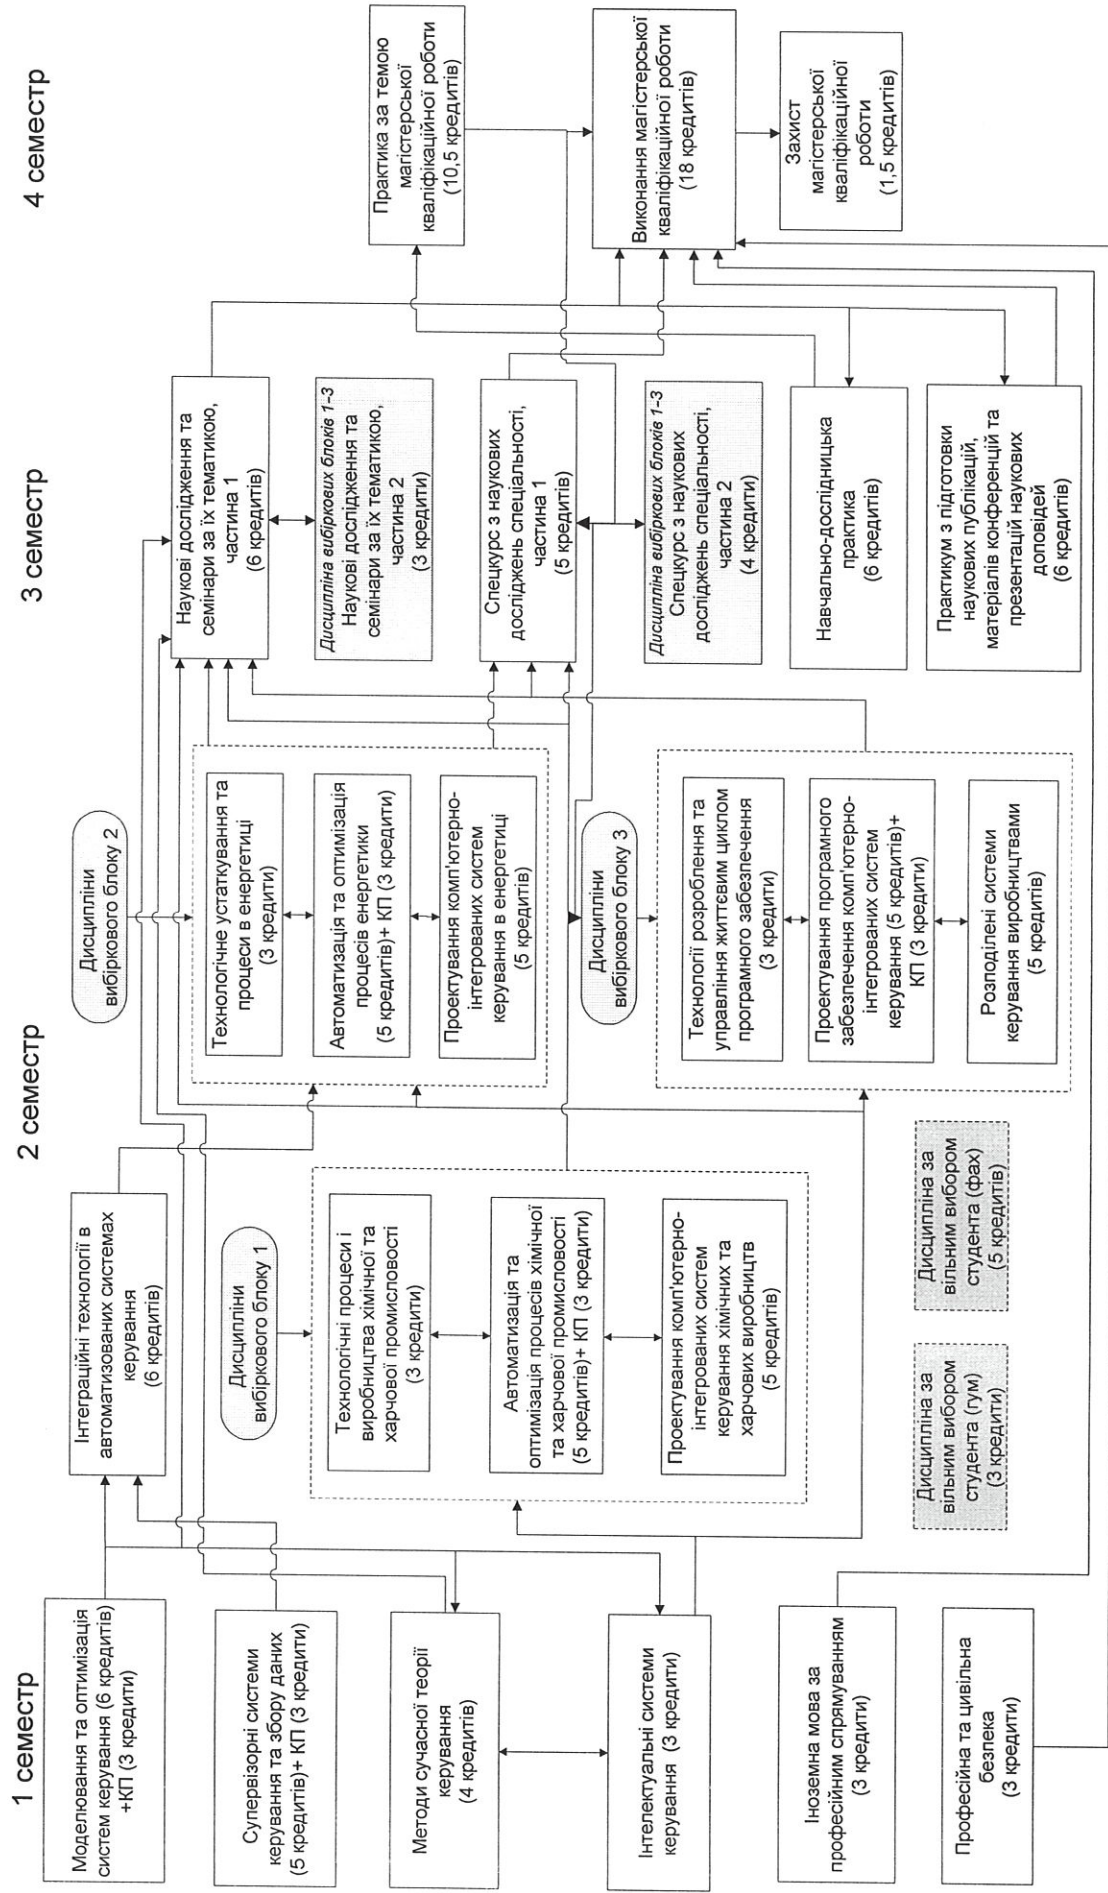 1 семестр
Моделювання та оптимізація
систем керування (6 кредитів)
+КП (3 кредити)
Супервізорні системи
керування та збору даних
(5 кредитів)+ КП (3 кредити)
Методи сучасної теорії
керування
(4 кредитів)
Інтелектуальні системи
керування (3 кредити)
Іноземна мова за
професійним спрямуванням
(3 кредити)
Професійна та цивільна
безпека
(3 кредити)
2 семестр
Інтеграційні технології в
автоматизованих системах
керування
(6 кредитів)
Дисципліни
вибіркового блоку 1
Технологічні процеси і
виробництва хімічної та
харчової промисловості
(3 кредити)
Автоматизація та
оптимізація процесів хімічної
та харчової промисловості
(5 кредитів)+ КП (3 кредити)
Проектування комп'ютерно-
інтегрованих систем
керування хімічних та
харчових виробництв
(5 кредитів)
Дисципліна за
вільним вибором
студента (гум)
(3 кредити)
Дисципліна за
вільним вибором
студента (фах)
(5 кредитів)
Дисципліни
вибіркового блоку 2
Технологічне устаткування та
процеси в енергетиці
(3 кредити)
Автоматизація та оптимізація
процесів енергетики
(5 кредитів)+ КП (3 кредити)
Проектування комп'ютерно-
інтегрованих систем
керування в енергетиці
(5 кредитів)
Дисципліни
вибіркового блоку 3
Технології розроблення та
управління життєвим циклом
програмного забезпечення
(3 кредити)
Проектування програмного
забезпечення комп'ютерно-
інтегрованих систем
керування (5 кредитів)+
КП (3 кредити)
Розподілені системи
керування виробництвами
(5 кредитів)
3 семестр
Наукові дослідження та
семінари за їх тематикою,
частина 1
(6 кредитів)
Дисципліна вибіркових блоків 1-3
Наукові дослідження та
семінари за їх тематикою,
частина 2
(3 кредити)
Спецкурс з наукових
досліджень спеціальності,
частина 1
(5 кредитів)
Дисципліна вибіркових блоків 1-3
Спецкурс з наукових
досліджень спеціальності,
частина 2
(4 кредити)
Навчально-дослідницька
практика
(6 кредитів)
Практикум з підготовки
наукових публікацій,
матеріалів конференцій та
презентацій наукових
доповідей
(6 кредитів)
4 семестр
Практика за темою
магістерської
кваліфікаційної роботи
(10,5 кредитів)
Виконання магістерської
кваліфікаційної роботи
(18 кредитів)
Захист
магістерської
кваліфікаційної
роботи
(1,5 кредитів)